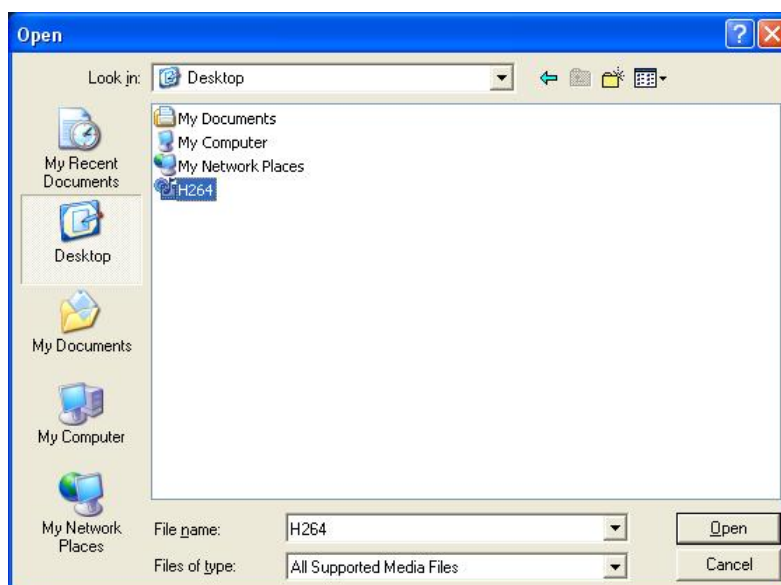 Open
Look in: Desktop
My Recent
Documents
Desktop
My Documents
My Computer
My Network
Places
My Documents
My Computer
My Network Places
H264
File name: H264 Open
Files of type: All Supported Media Files Cancel